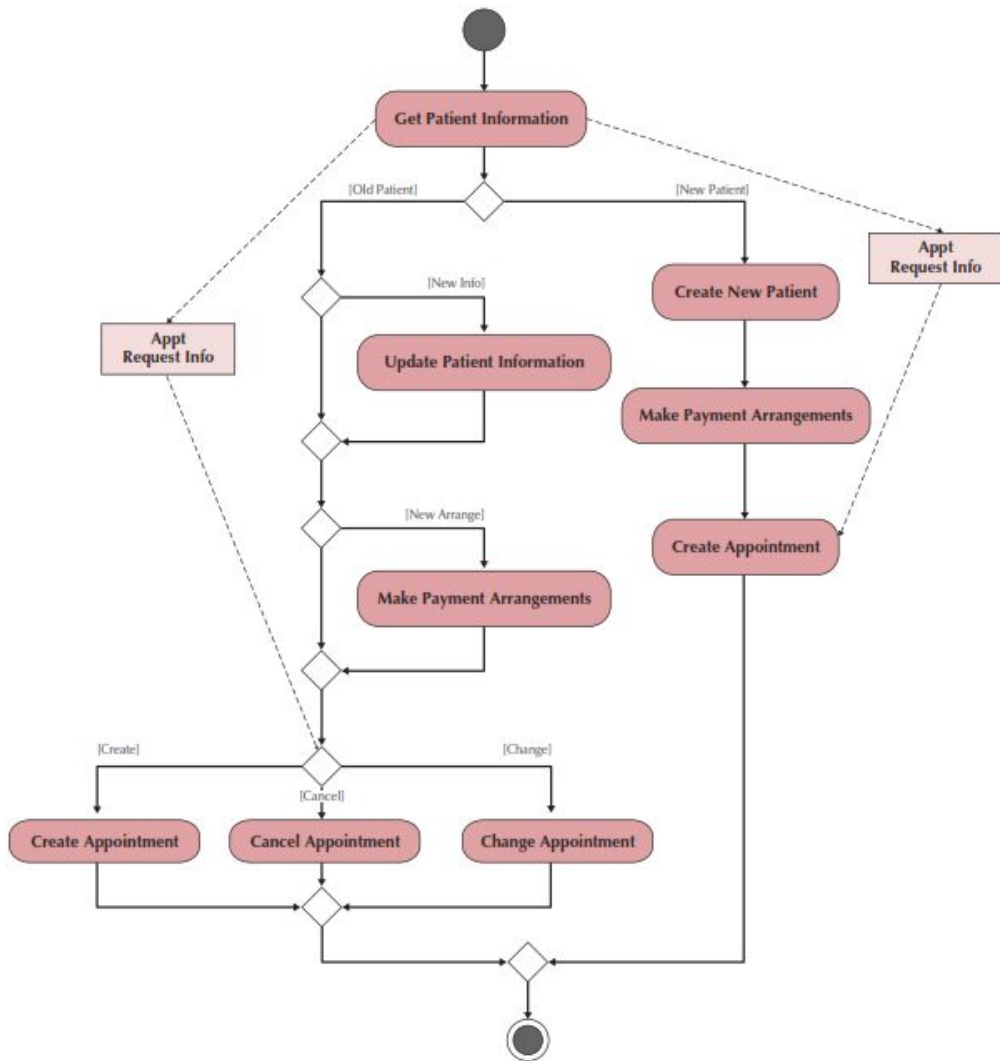 Get Patient Information
[Old Patient]
[New Patient]
Appt
Request Info
[New Info]
Create New Patient
Appt
Request Info
Update Patient Information
Make Payment Arrangements
[New Arrange]
Create Appointment
Make Payment Arrangements
[Create]
[Change]
[Cancel]
Create Appointment
Cancel Appointment
Change Appointment